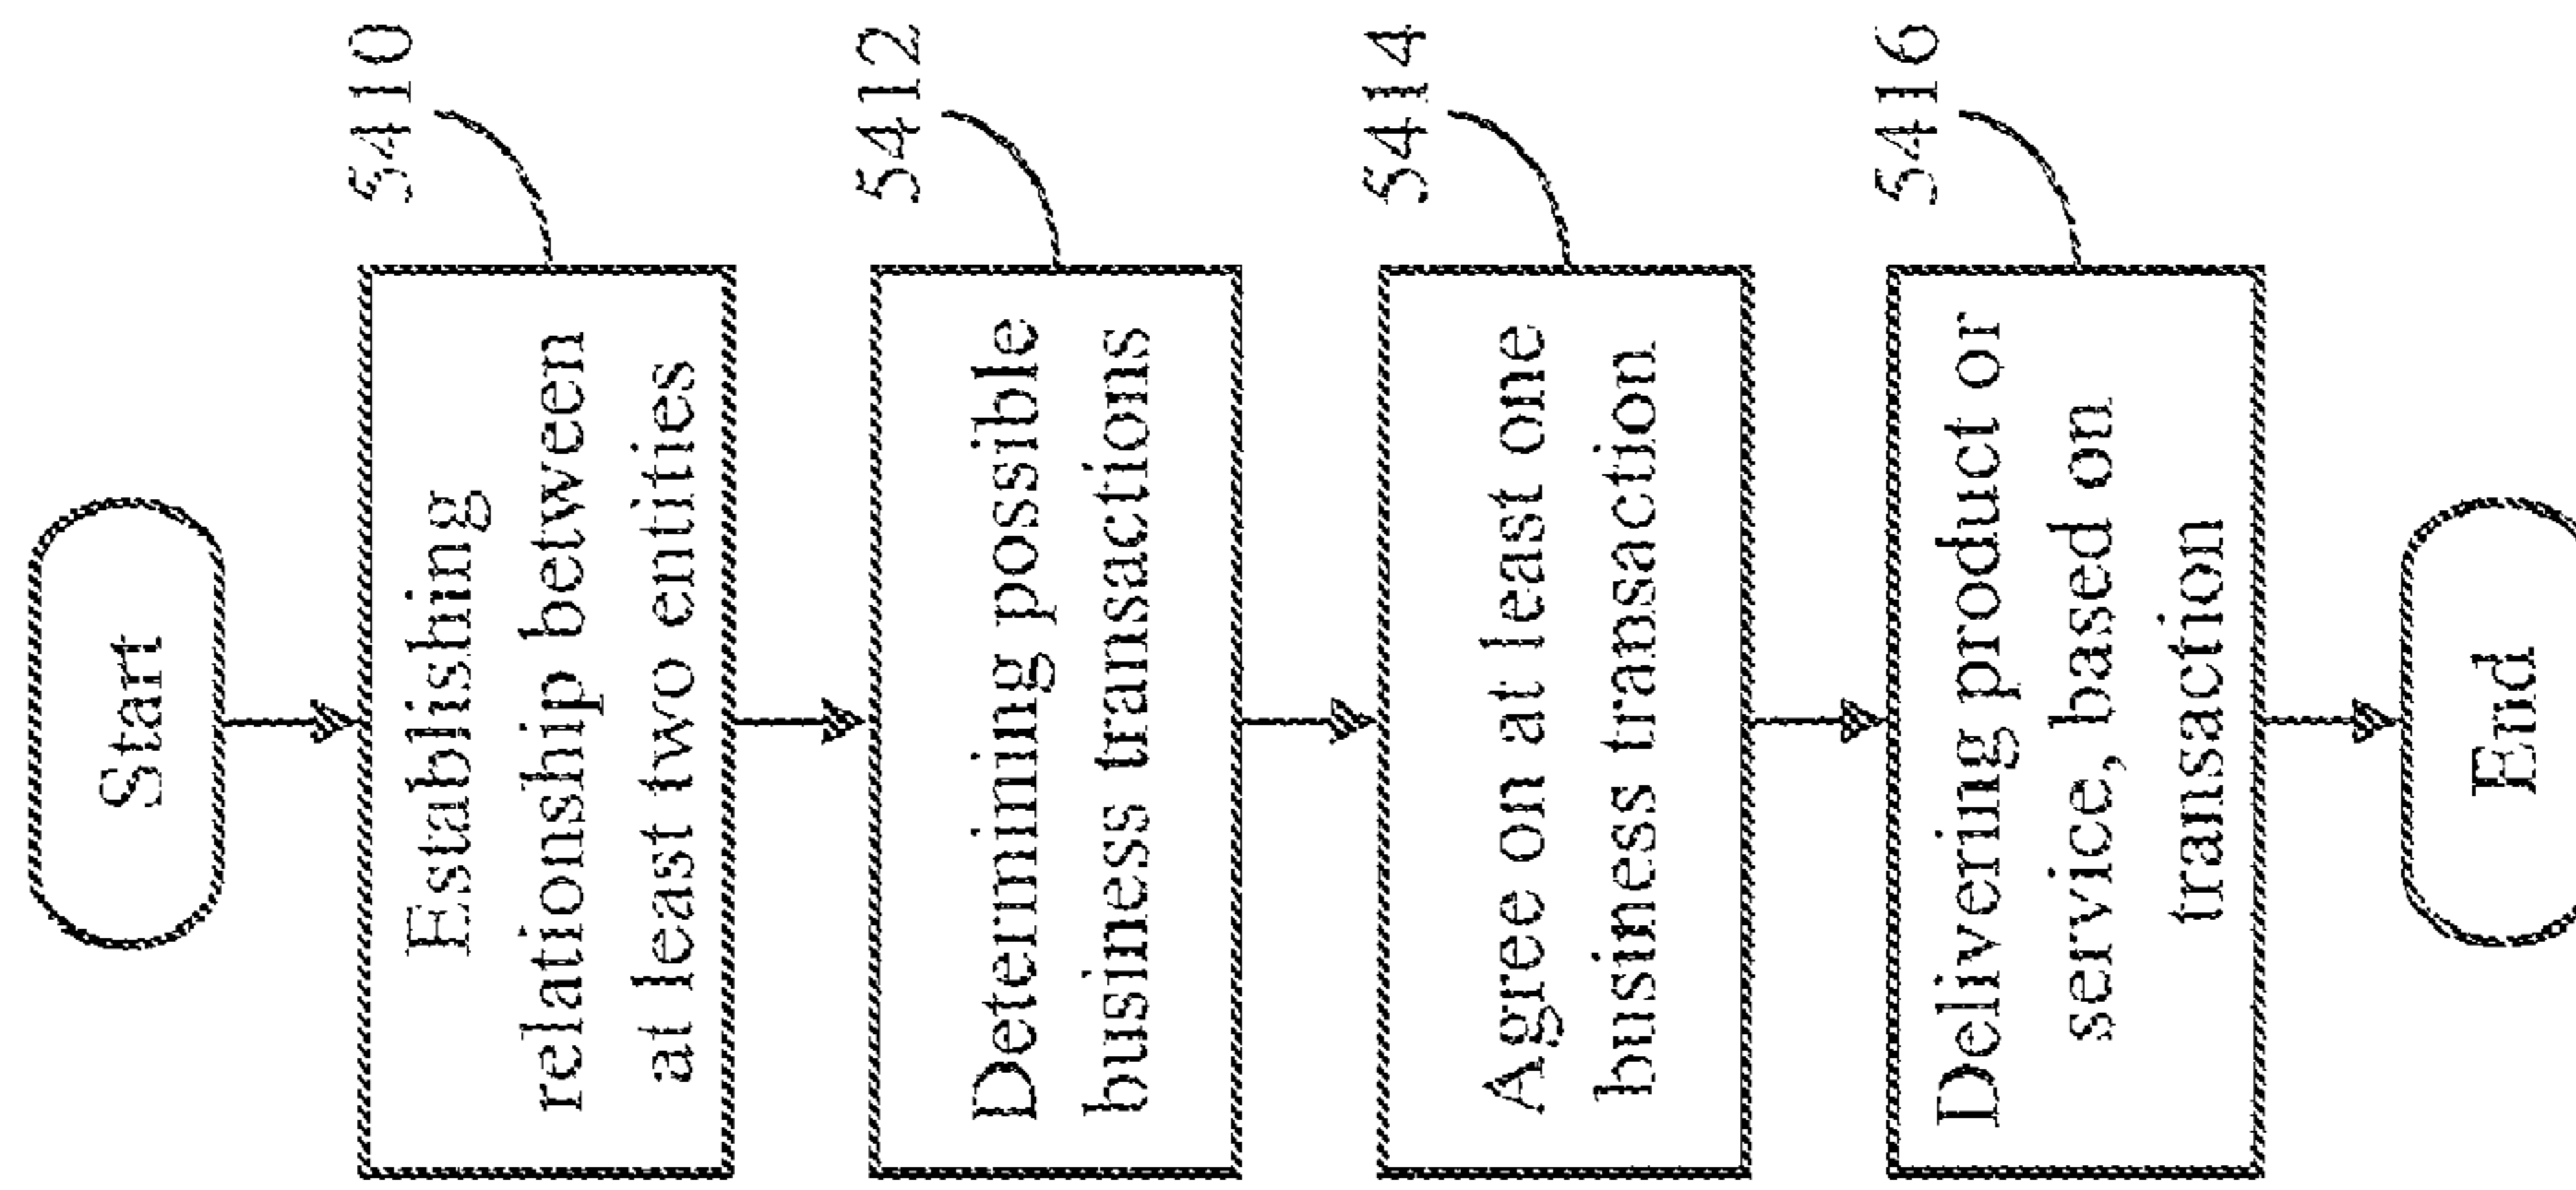 Start
5410
Establishing
relationship between
at least two entities
5412
Determining possible
business transactions
5414
Agree on at least one
business transaction
5416
Delivering product or
service, based on
transaction
End